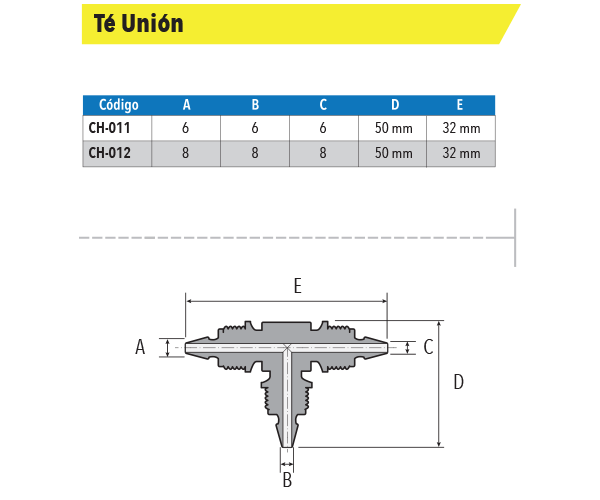 Té Unión
Código A B C D E
CH-011 6 6 6 50 mm 32 mm
CH-012 8 8 8 50 mm 32 mm
E
A
C
D
B